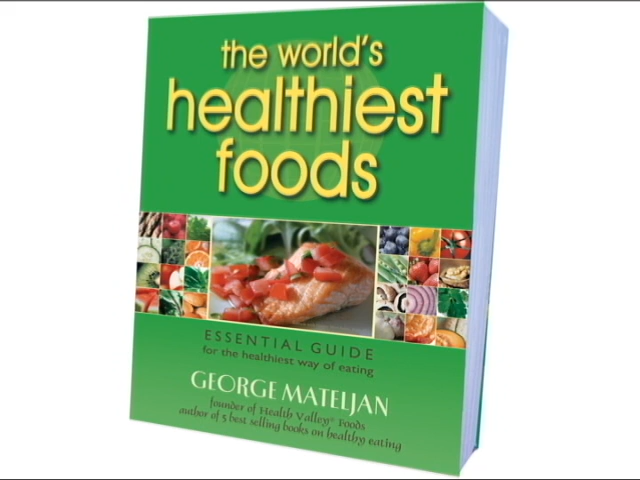 the world's
healthiest
foods
ESSENTIAL GUIDE
for the healthiest way of eating
GEORGE MATELJAN
founder of Health Valley® Foods
author of 5 best selling books on healthy eating